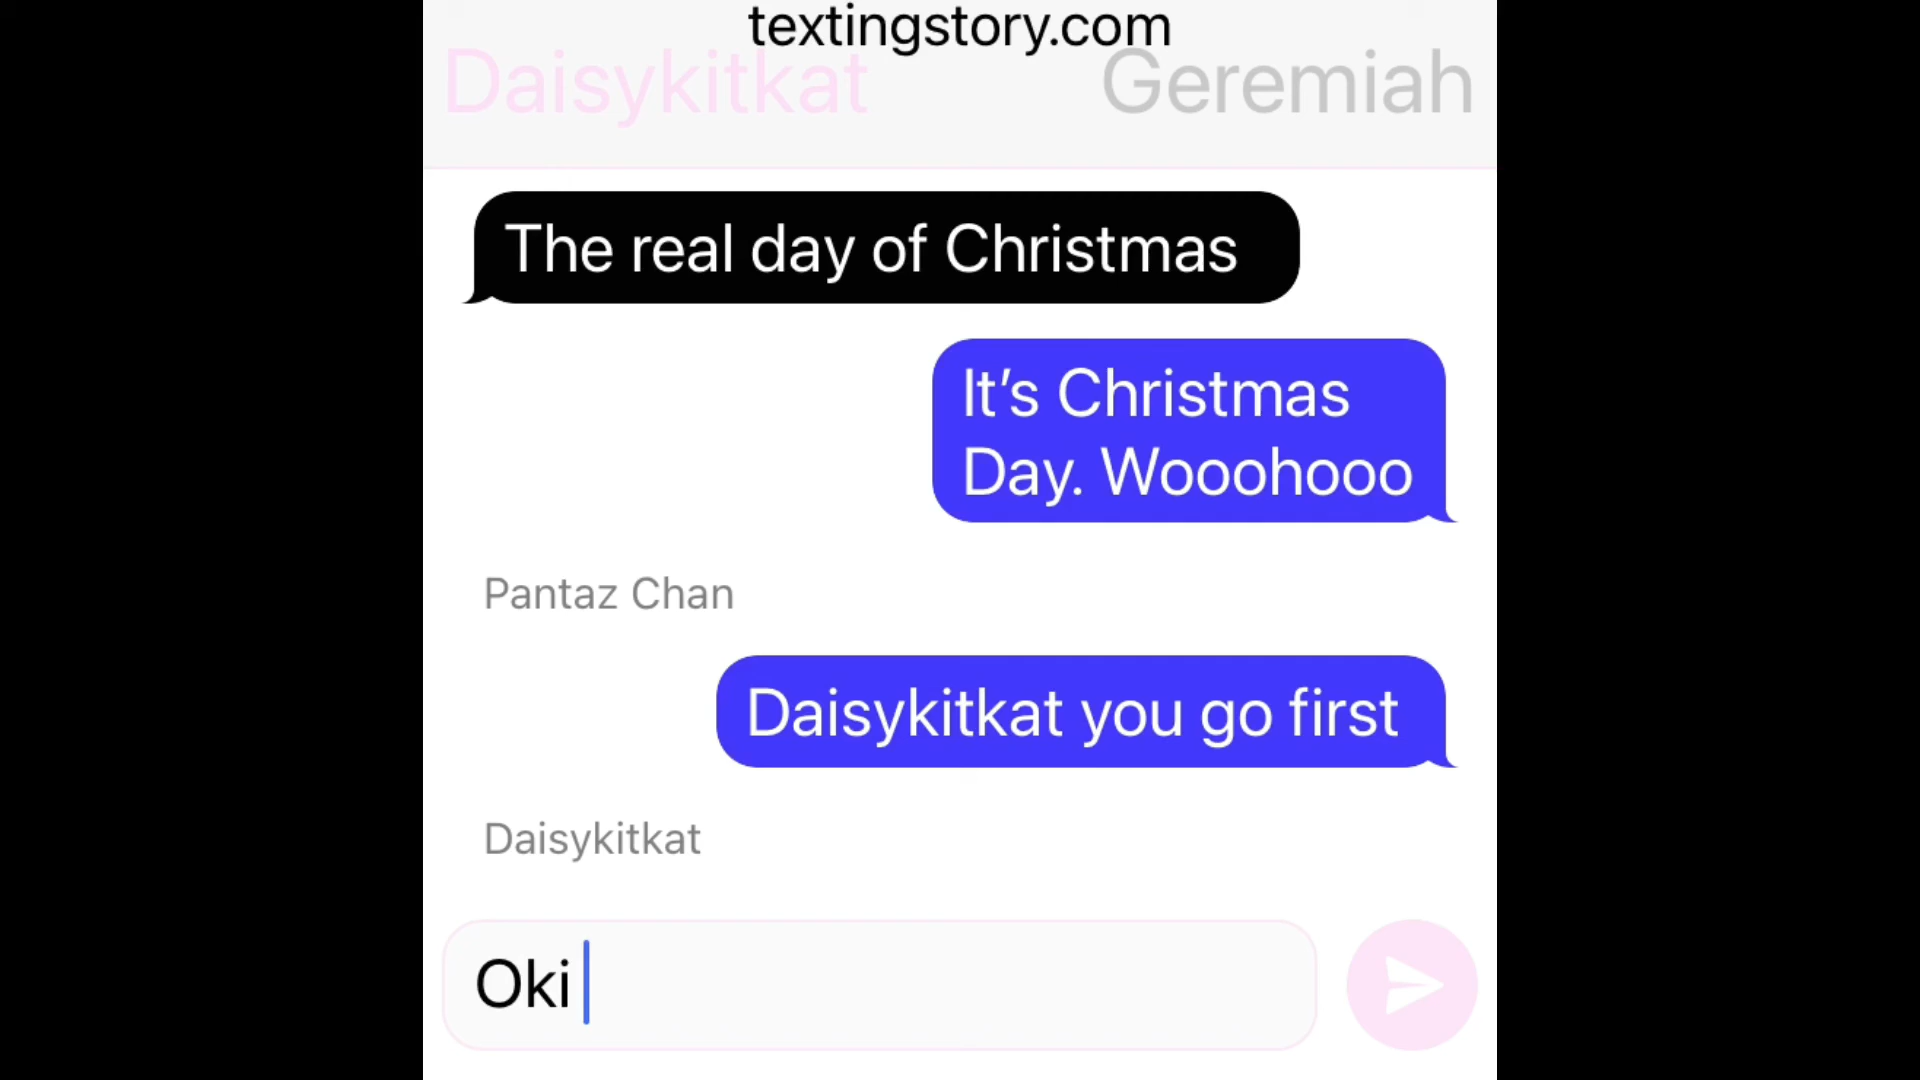 textingstory.com
Daisykitkat
Geremiah
The real day of Christmas
It’s Christmas
Day. Wooohooo
Pantaz Chan
Daisykitkat you go first
Daisykitkat
Oki